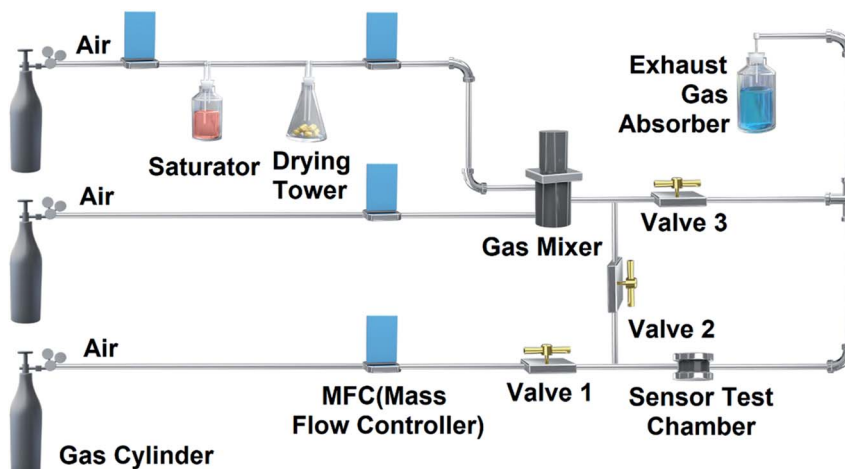 Air
Exhaust
Gas
Absorber
Saturator
Drying
Tower
Air
Gas Mixer
Valve 3
Valve 2
Air
MFC(Mass
Flow Controller)
Valve 1
Sensor Test
Chamber
Gas Cylinder